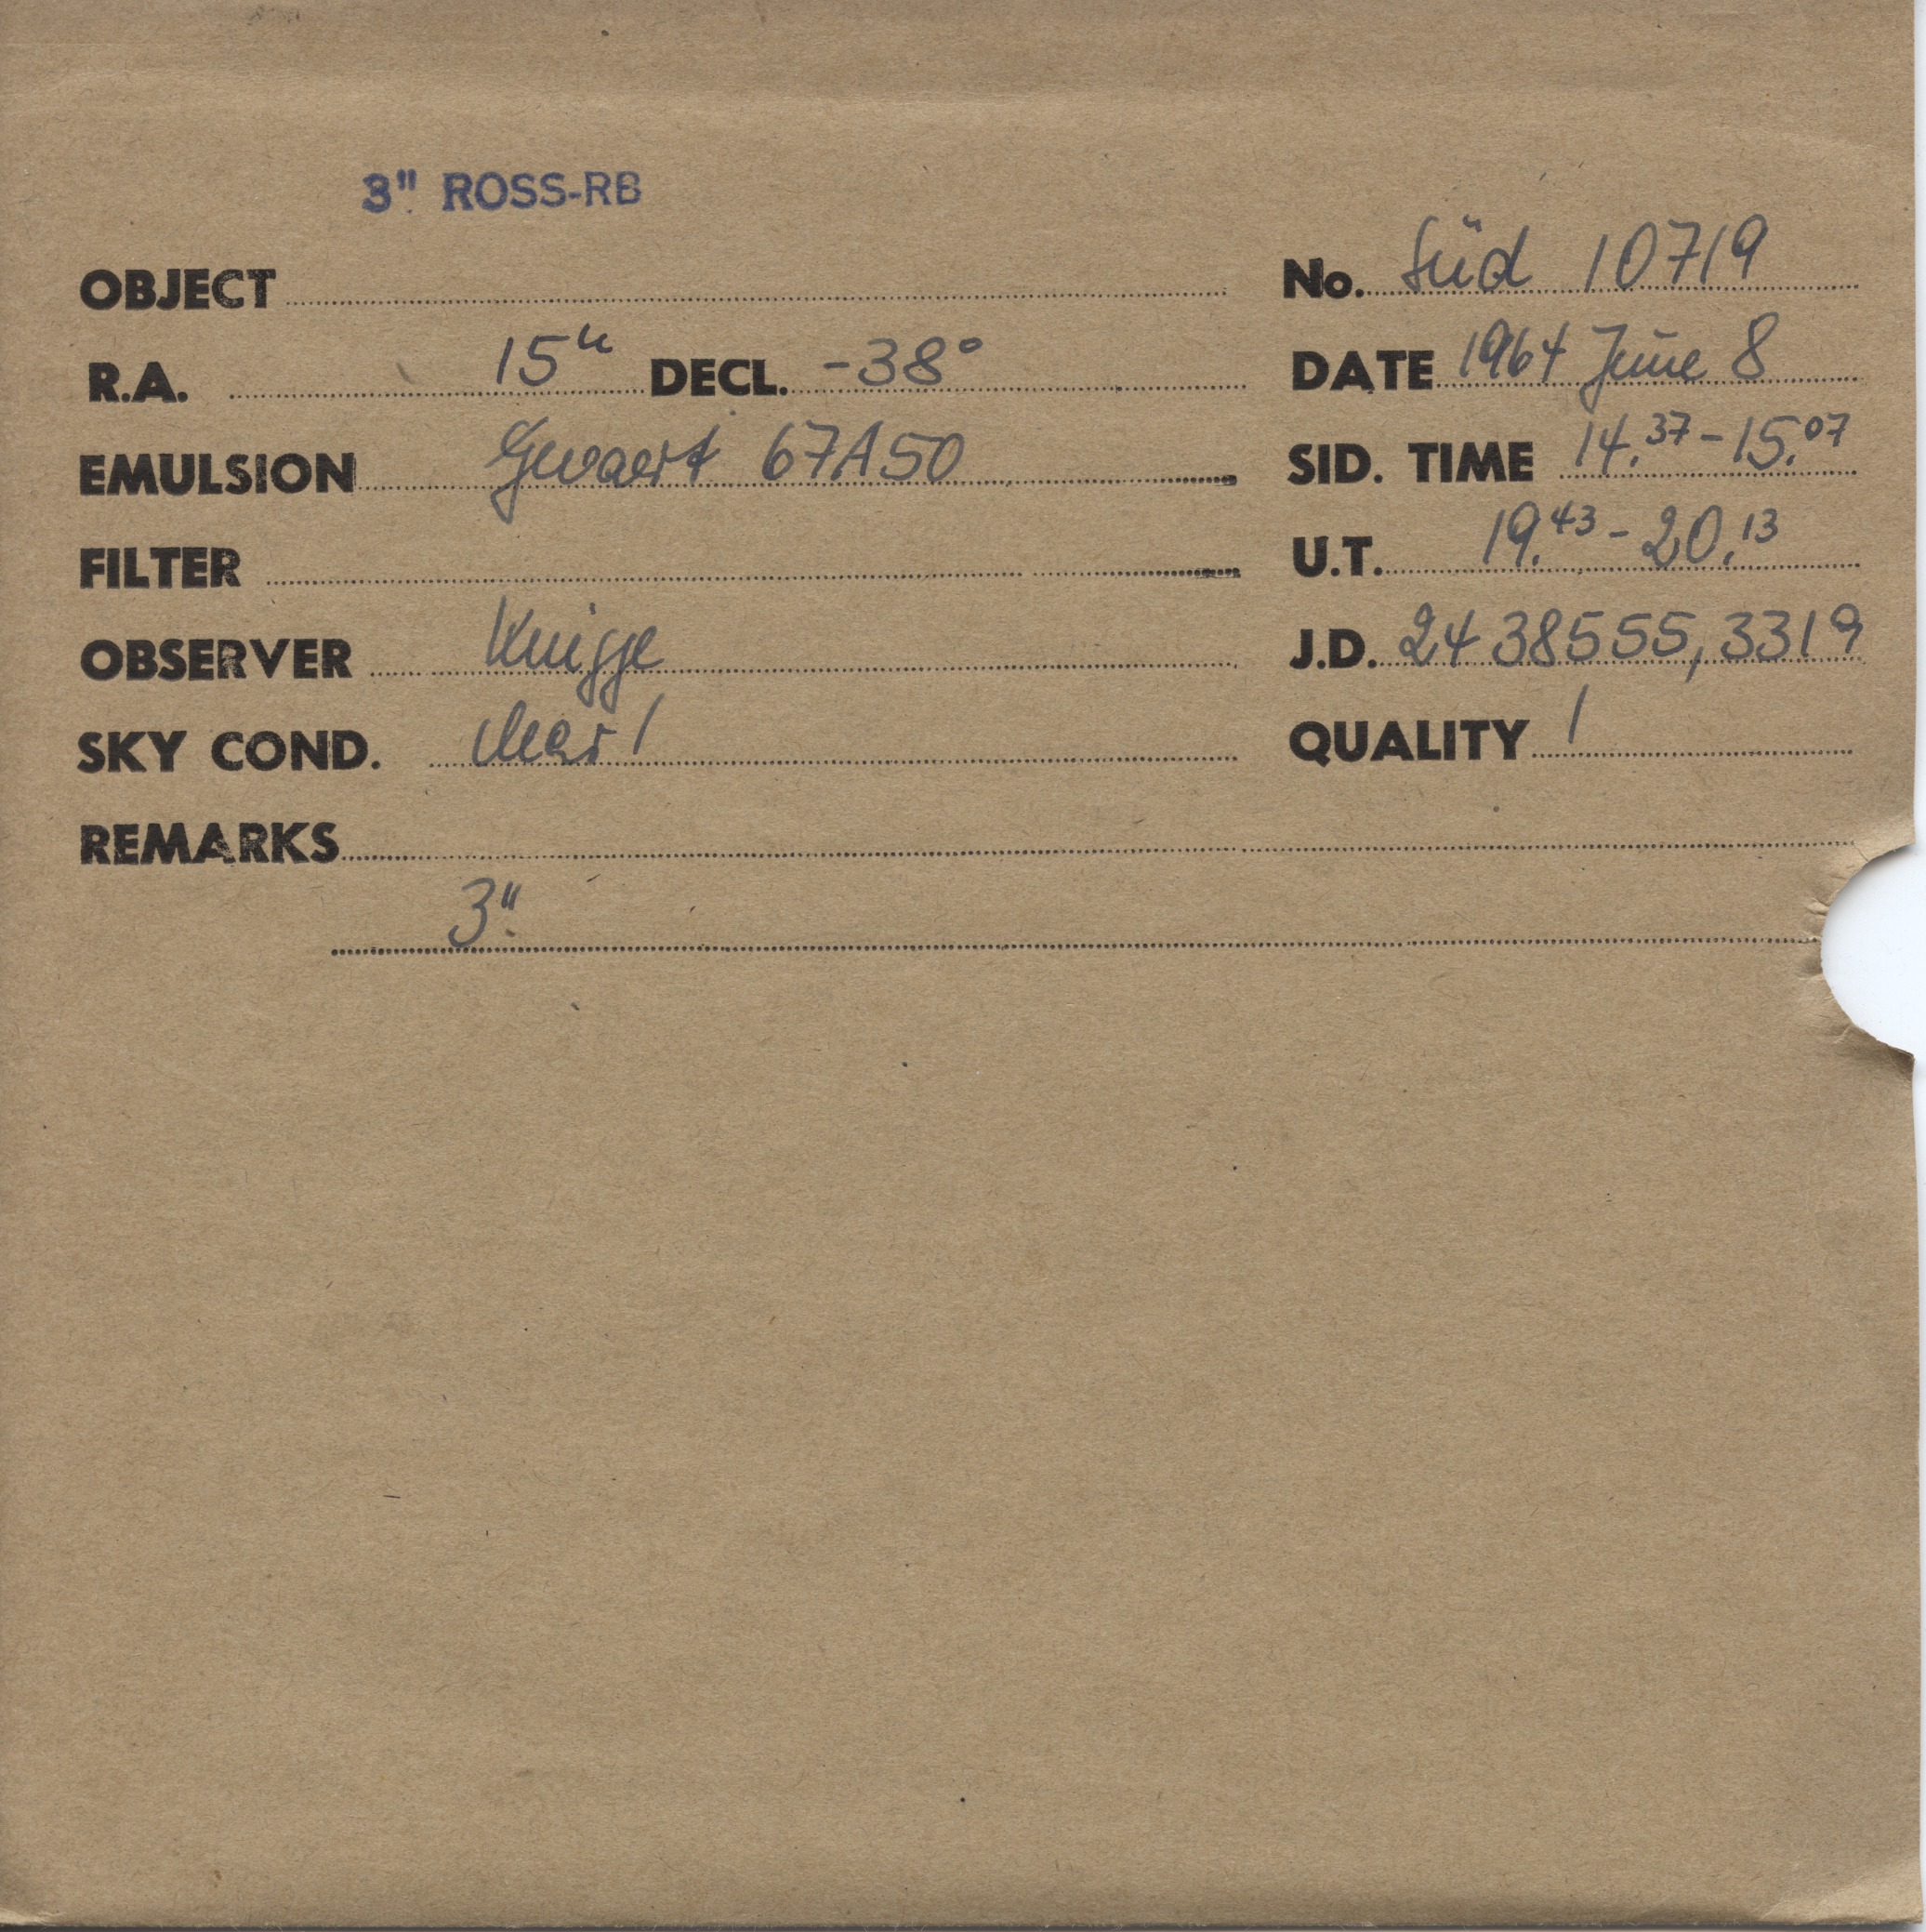 3" ROSS-RB
OBJECT No. Süd 10719
R.A. 15h DECL. -38° DATE 1964 June 8
EMULSION Gevaert 67A50 SID. TIME 14.37 - 15.07
FILTER U.T. 19.43 - 20.13
OBSERVER Knigge J.D. 2438555,3319
SKY COND. clear 1 QUALITY 1
REMARKS
3"